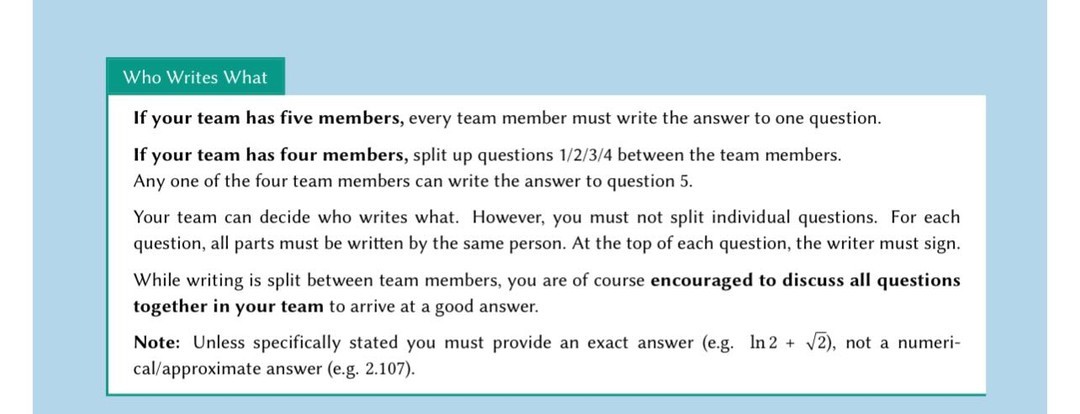 Who Writes What
If your team has five members, every team member must write the answer to one question.
If your team has four members, split up questions 1/2/3/4 between the team members.
Any one of the four team members can write the answer to question 5.
Your team can decide who writes what. However, you must not split individual questions. For each
question, all parts must be written by the same person. At the top of each question, the writer must sign.
While writing is split between team members, you are of course encouraged to discuss all questions
together in your team to arrive at a good answer.
Note: Unless specifically stated you must provide an exact answer (e.g. ln 2 + √2), not a numeri-
cal/approximate answer (e.g. 2.107).